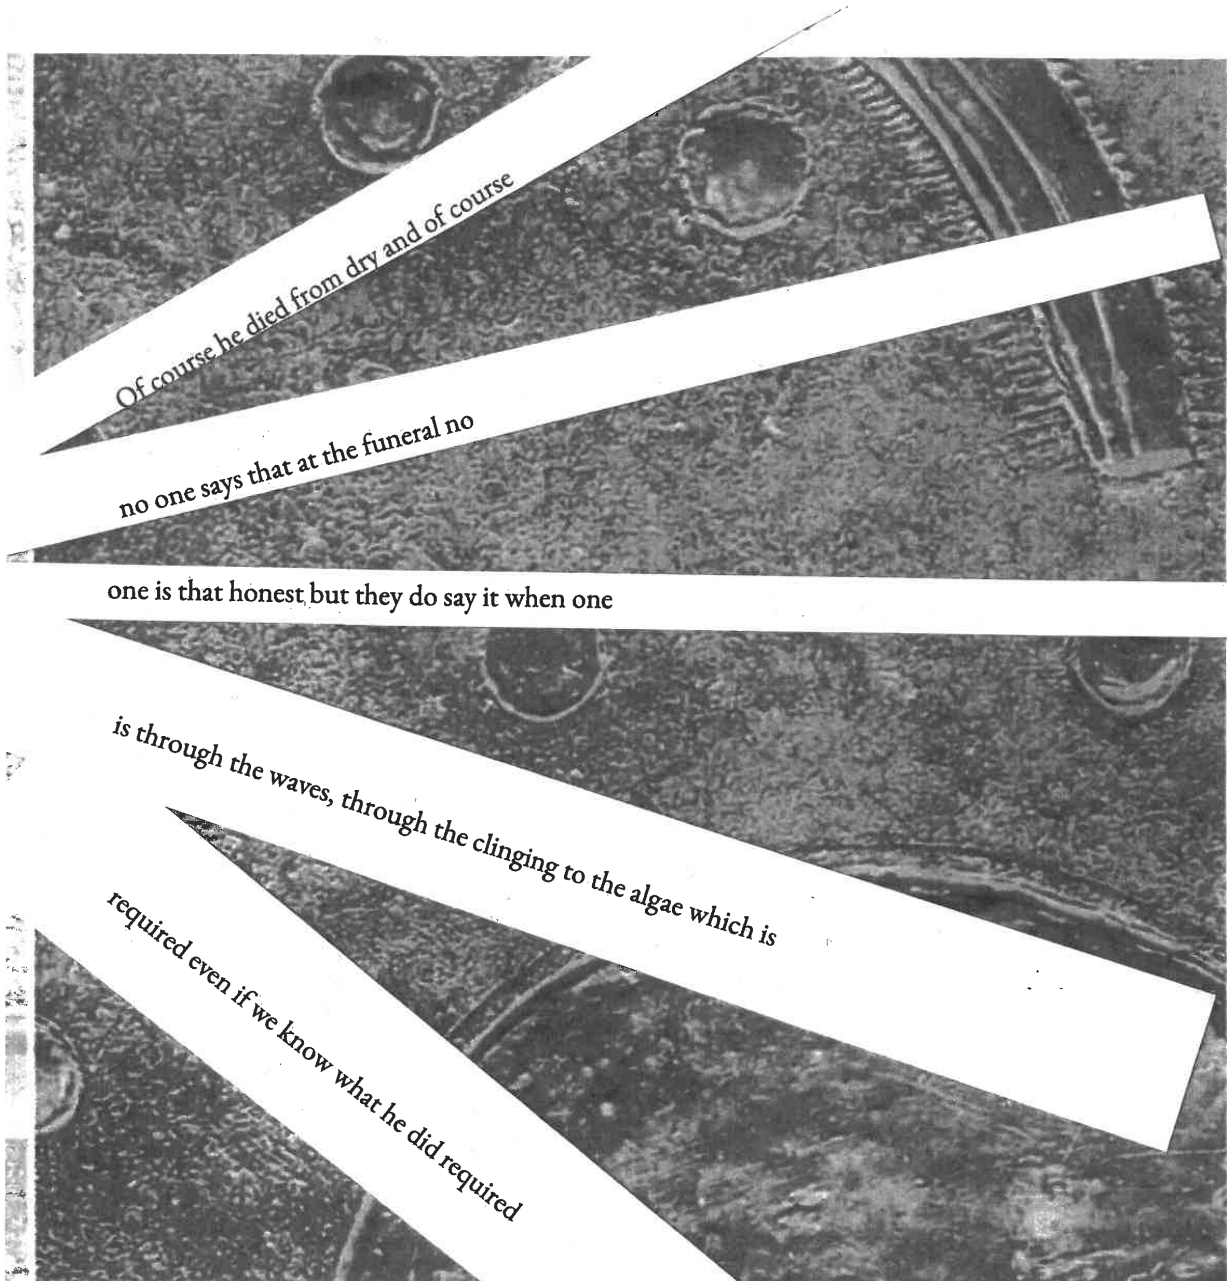 Of course he died from dry and of course
no one says that at the funeral no
one is that honest but they do say it when one
is through the waves, through the clinging to the algae which is
required even if we know what he did required